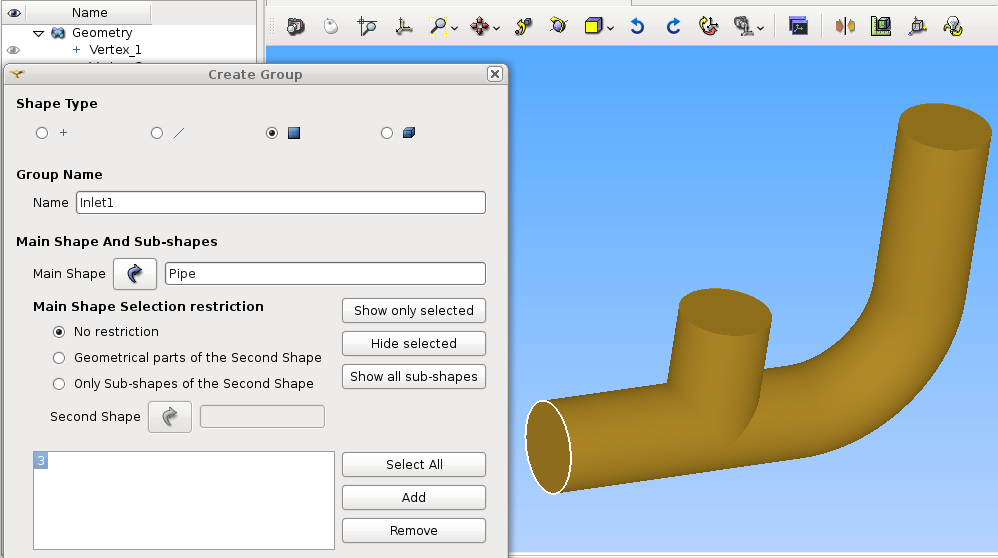 Name
Geometry
Vertex_1
Create Group
Shape Type
Group Name
Name Inlet1
Main Shape And Sub-shapes
Main Shape Pipe
Main Shape Selection restriction
Show only selected
No restriction
Hide selected
Geometrical parts of the Second Shape
Show all sub-shapes
Only Sub-shapes of the Second Shape
Second Shape
3
Select All
Add
Remove